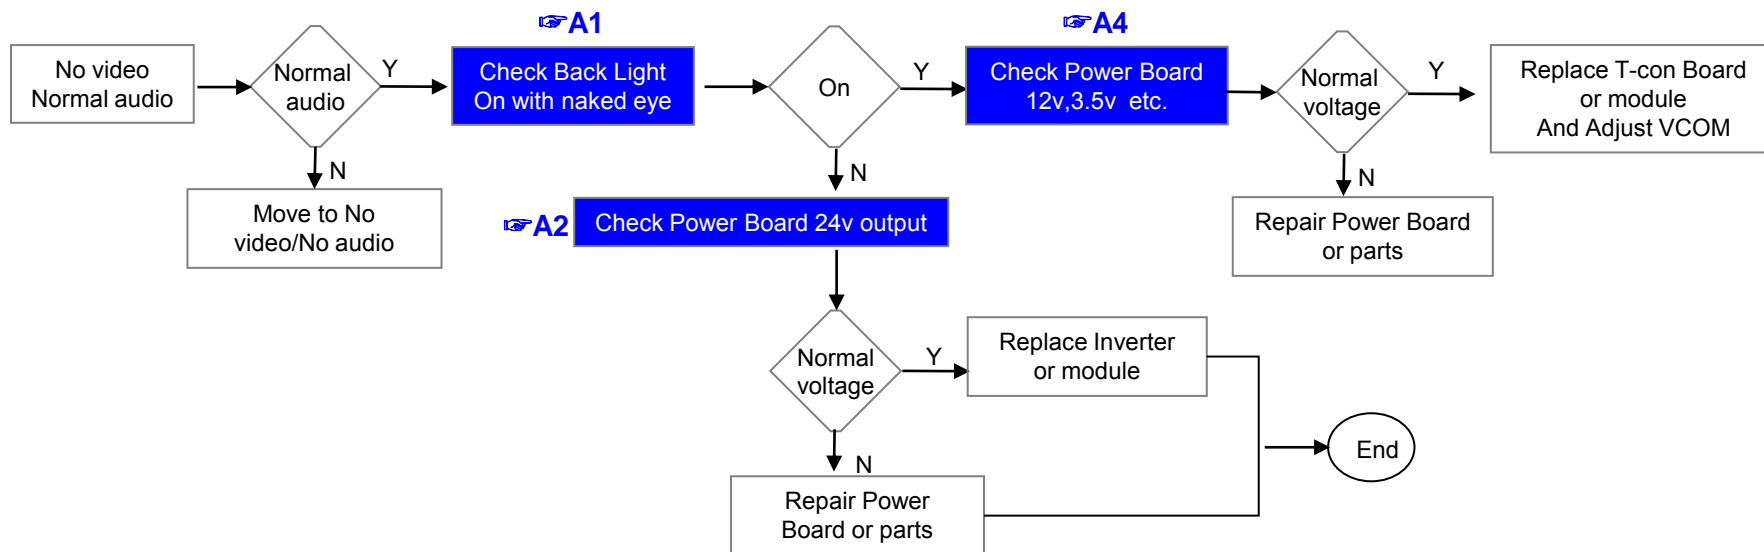 ☞A1
☞A4
No video
Normal audio
Normal
audio
Y
Check Back Light
On with naked eye
On
Y
Check Power Board
12v,3.5v etc.
Normal
voltage
Y
Replace T-con Board
or module
And Adjust VCOM
N
Move to No
video/No audio
N
☞A2
Check Power Board 24v output
N
Repair Power Board
or parts
Normal
voltage
Y
Replace Inverter
or module
N
Repair Power
Board or parts
End